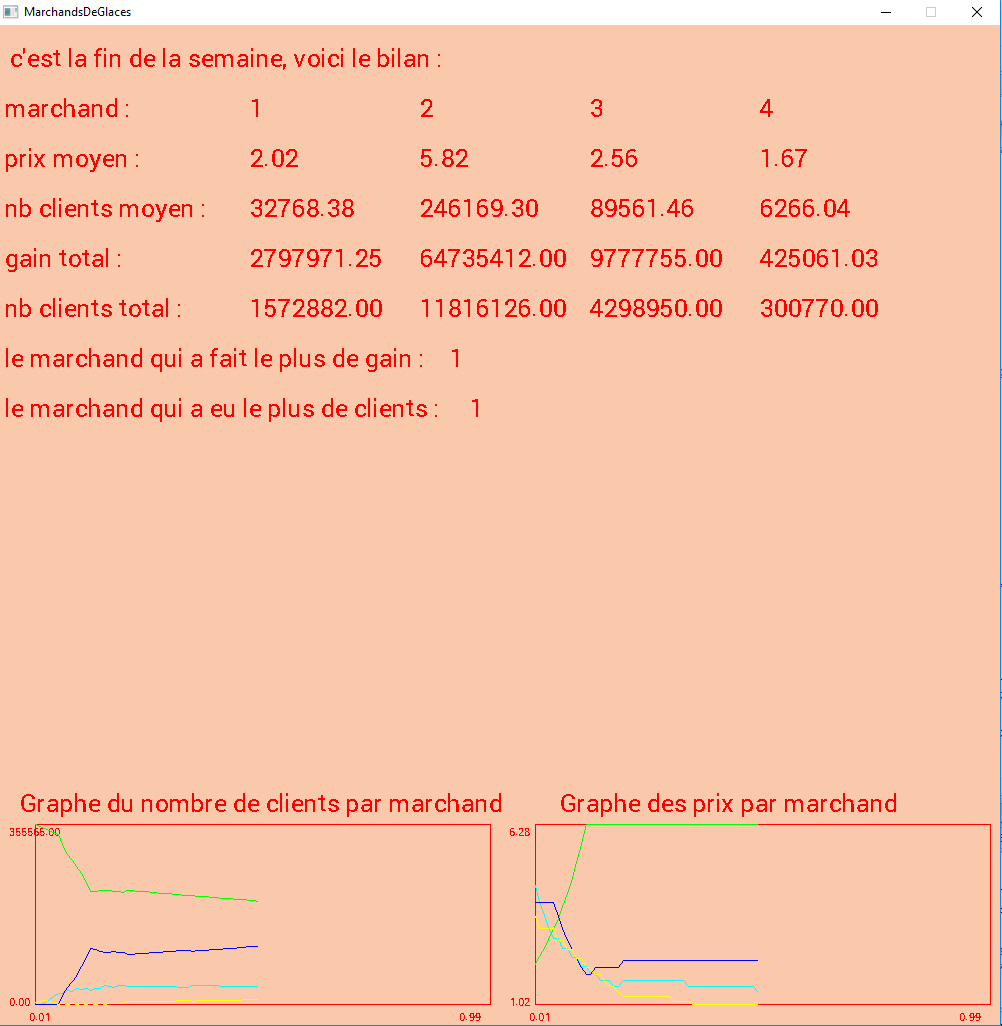 MarchandsDeGlaces
c'est la fin de la semaine, voici le bilan :
marchand : 1 2 3 4
prix moyen : 2.02 5.82 2.56 1.67
nb clients moyen : 32768.38 246169.30 89561.46 6266.04
gain total : 2797971.25 64735412.00 9777755.00 425061.03
nb clients total : 1572882.00 11816126.00 4298950.00 300770.00
le marchand qui a fait le plus de gain : 1
le marchand qui a eu le plus de clients : 1
Graphe du nombre de clients par marchand Graphe des prix par marchand
6.28
0.00 1.02
0.01 0.99 0.01 0.99